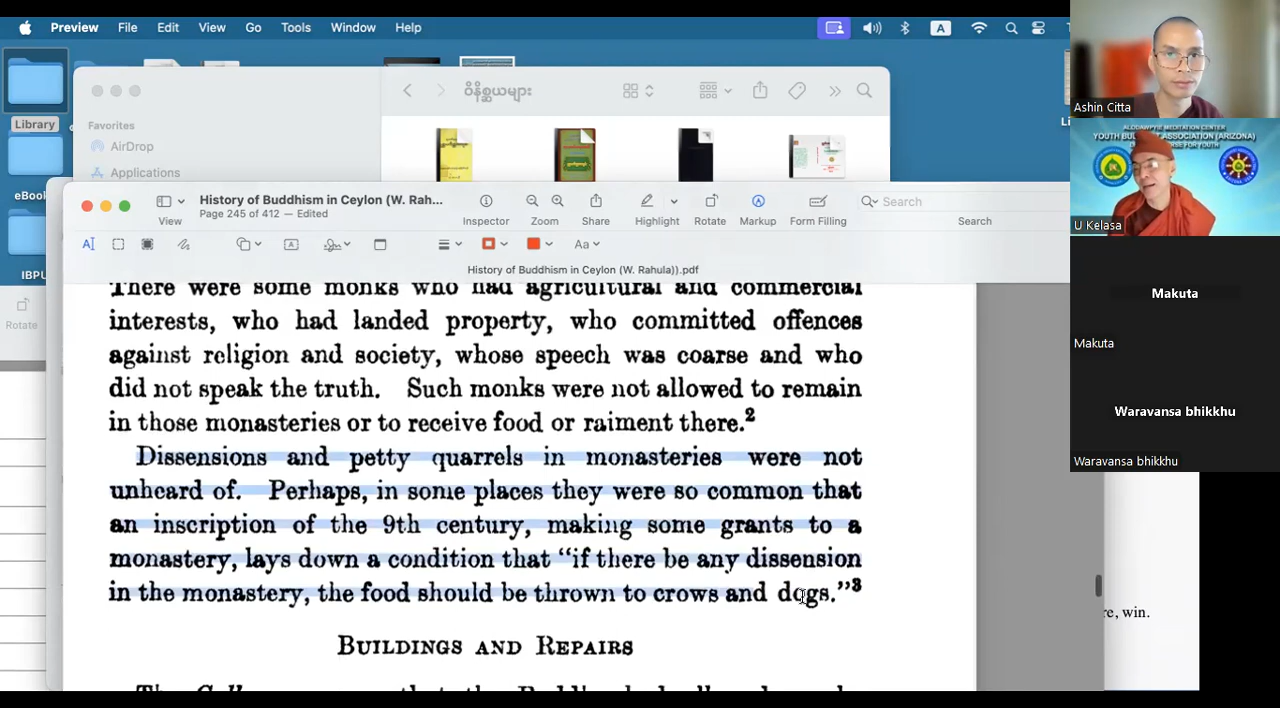 Preview File Edit View Go Tools Window Help
A
Library
eBook
IBPU
Rotate
ဝိနိစ္ဆယများ
Favorites
AirDrop
Applications
History of Buddhism in Ceylon (W. Rah...
Page 245 of 412 — Edited
View
Inspector
Zoom
Share
Highlight
Rotate
Markup
Form Filling
Search
Search
Aa
History of Buddhism in Ceylon (W. Rahula)).pdf
There were some monks who had agricultural and commercial
interests, who had landed property, who committed offences
against religion and society, whose speech was coarse and who
did not speak the truth. Such monks were not allowed to remain
in those monasteries or to receive food or raiment there.2
Dissensions and petty quarrels in monasteries were not
unheard of. Perhaps, in some places they were so common that
an inscription of the 9th century, making some grants to a
monastery, lays down a condition that "if there be any dissension
in the monastery, the food should be thrown to crows and dogs."3
BUILDINGS AND REPAIRS
re, win.
Ashin Citta
YOUTH BUDDHIST ASSOCIATION (ARIZONA)
U Kelasa
Makuta
Makuta
Waravansa bhikkhu
Waravansa bhikkhu